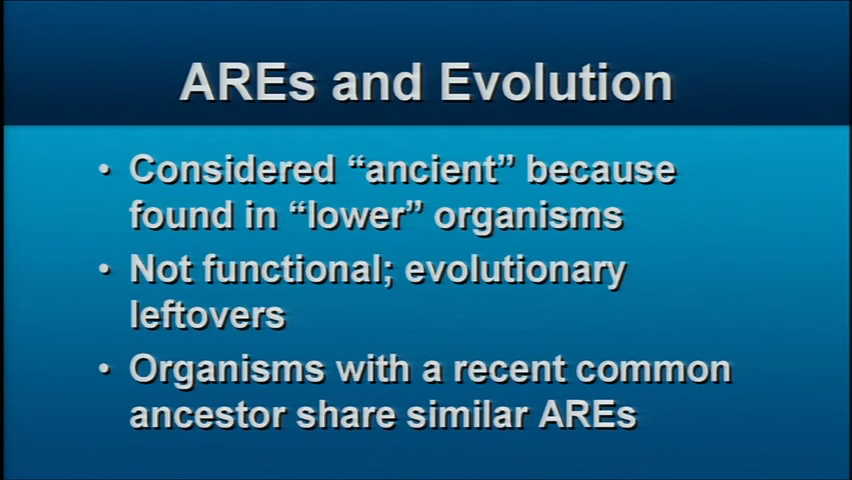 AREs and Evolution
• Considered “ancient” because
found in “lower” organisms
• Not functional; evolutionary
leftovers
• Organisms with a recent common
ancestor share similar AREs